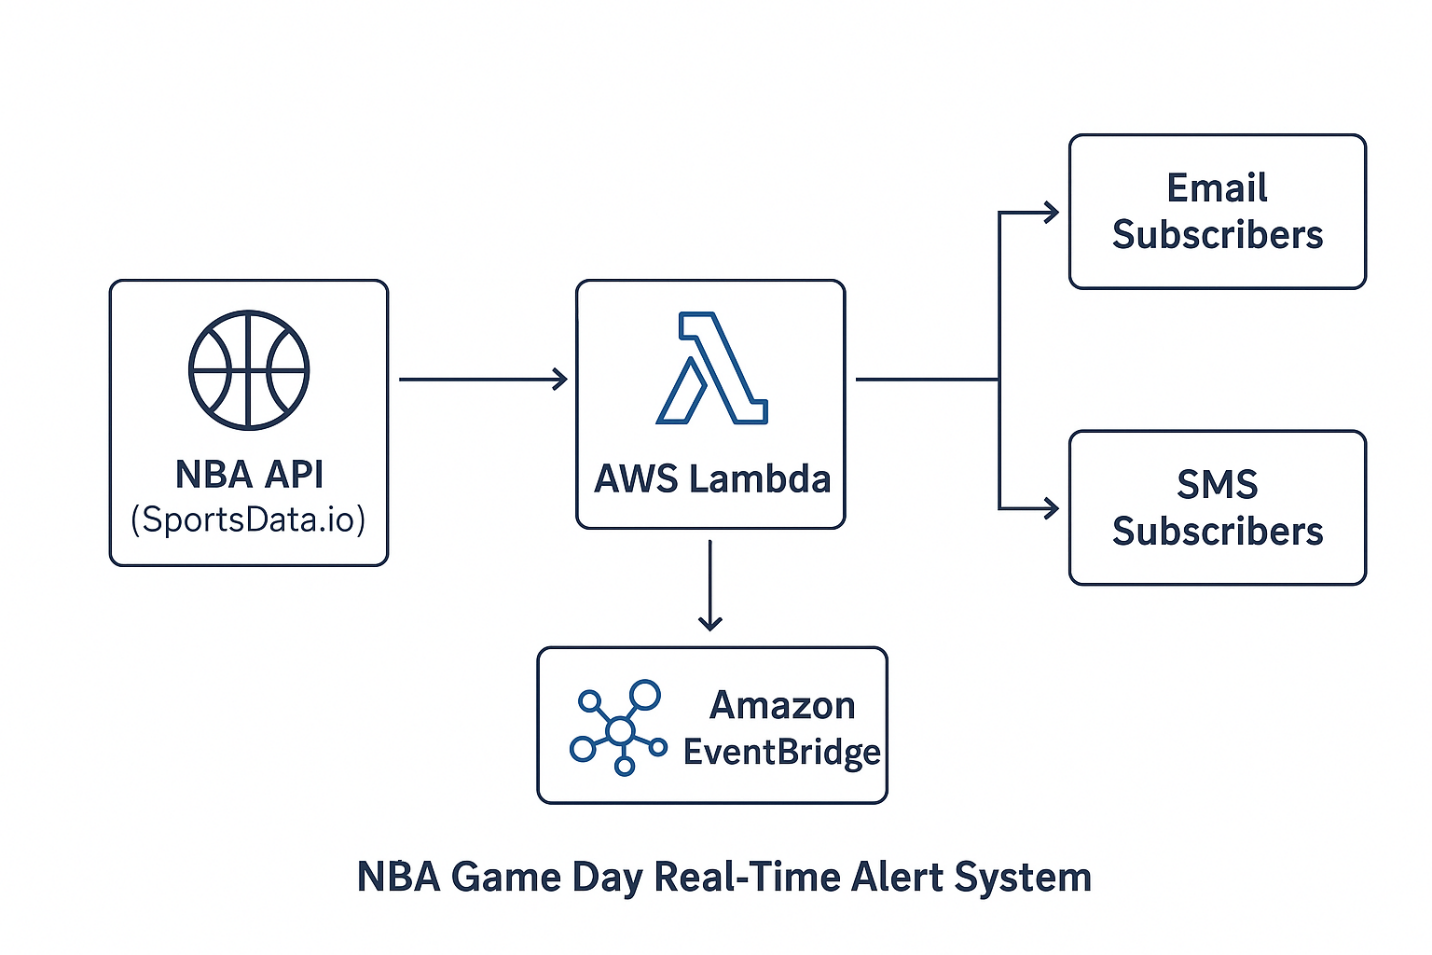 Email
Subscribers
NBA API
(SportsData.io)
AWS Lambda
SMS
Subscribers
Amazon
EventBridge
NBA Game Day Real-Time Alert System